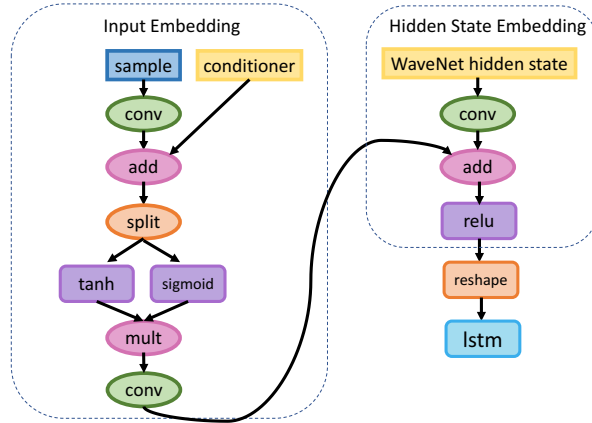 Input Embedding
sample
conditioner
conv
add
split
tanh
sigmoid
mult
conv
Hidden State Embedding
WaveNet hidden state
conv
add
relu
reshape
lstm